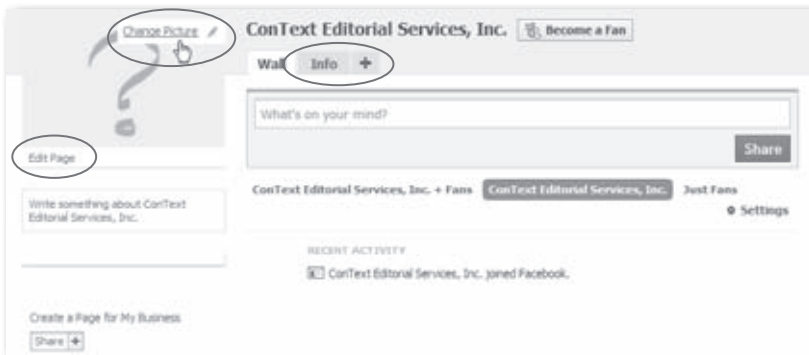 Change Picture
ConText Editorial Services, Inc. Become a Fan
Wall Info +
What's on your mind?
Share
Edit Page
ConText Editorial Services, Inc. + Fans ConText Editorial Services, Inc. Just Fans
Settings
Write something about ConText
Editorial Services, Inc.
RECENT ACTIVITY
ConText Editorial Services, Inc. joined Facebook.
Create a Page for My Business
Share +